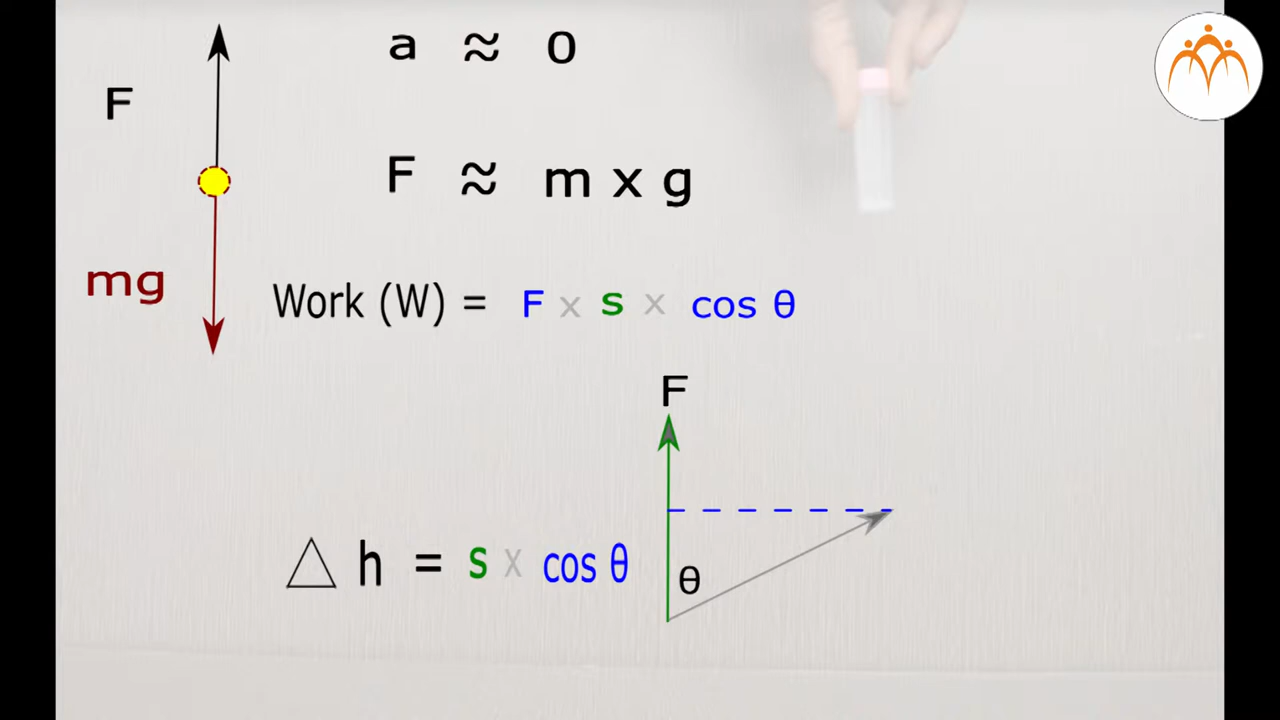 F
a ≈ 0
F ≈ m x g
mg
Work (W) = F x s x cos θ
F
△ h = s x cos θ
θ